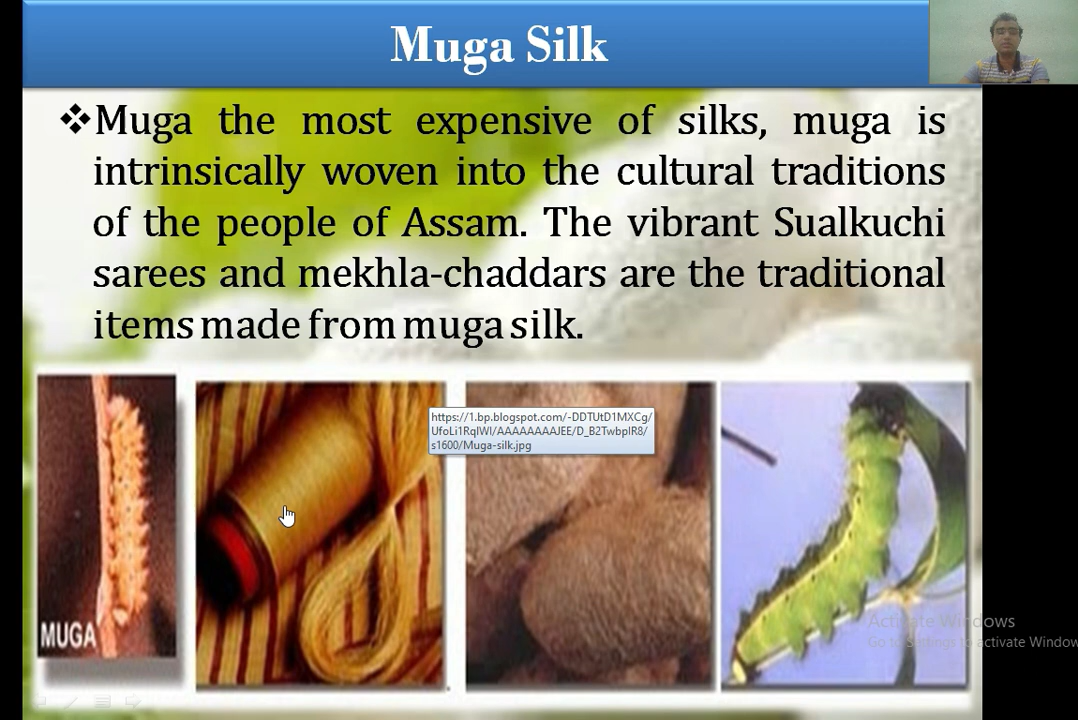 Muga Silk
❖Muga the most expensive of silks, muga is
intrinsically woven into the cultural traditions
of the people of Assam. The vibrant Sualkuchi
sarees and mekhla-chaddars are the traditional
items made from muga silk.
https://1.bp.blogspot.com/-DDTUtD1MXCg/
UfoLi1RqIWI/AAAAAAAAJEE/D_B2TwbpIR8/
s1600/Muga-silk.jpg
MUGA
Activate Windows
Go to Settings to activate Window